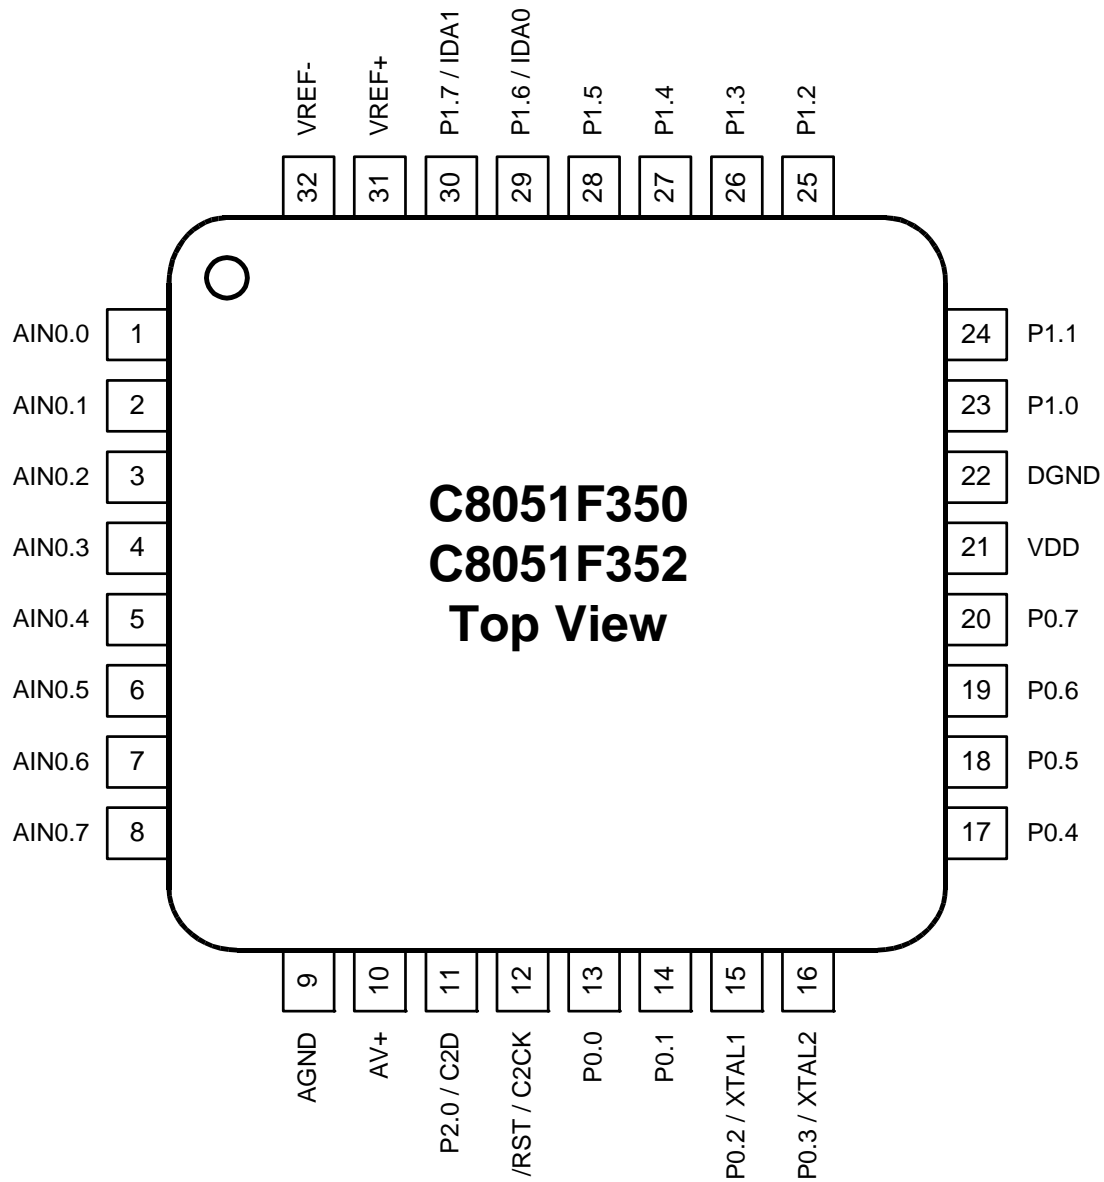 VREF-
VREF+
P1.7 / IDA1
P1.6 / IDA0
P1.5
P1.4
P1.3
P1.2
32
31
30
29
28
27
26
25
AIN0.0 1
AIN0.1 2
AIN0.2 3
AIN0.3 4
AIN0.4 5
AIN0.5 6
AIN0.6 7
AIN0.7 8
C8051F350
C8051F352
Top View
24 P1.1
23 P1.0
22 DGND
21 VDD
20 P0.7
19 P0.6
18 P0.5
17 P0.4
9
10
11
12
13
14
15
16
AGND
AV+
P2.0 / C2D
/RST / C2CK
P0.0
P0.1
P0.2 / XTAL1
P0.3 / XTAL2